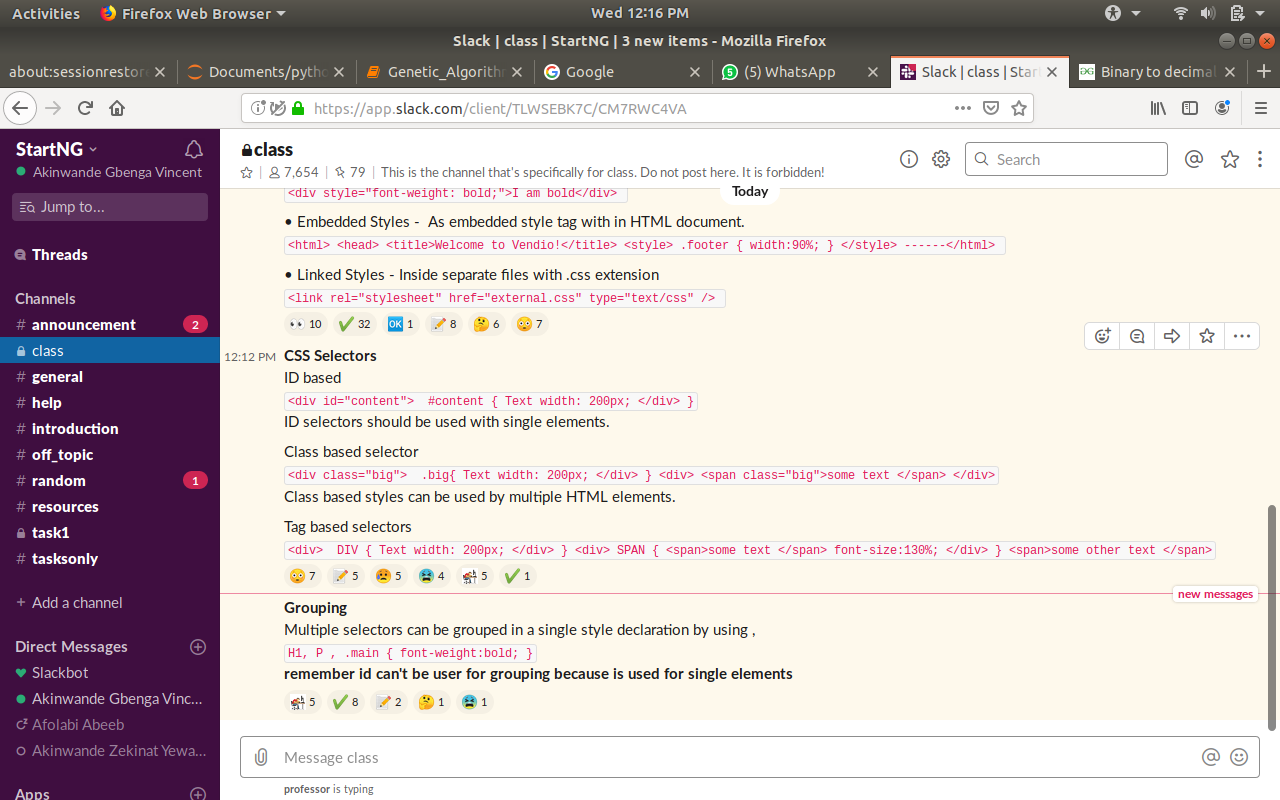 Activities Firefox Web Browser Wed 12:16 PM
Slack | class | StartNG | 3 new items - Mozilla Firefox
about:sessionrestore Documents/pytho Genetic_Algorith Google (5) WhatsApp Slack | class | Star Binary to decimal
https://app.slack.com/client/TLWSEBK7C/CM7RWC4VA
StartNG
Akinwande Gbenga Vincent
Jump to...
Threads
Channels
# announcement 2
class
# general
# help
# introduction
# off_topic
# random 1
# resources
task1
# tasksonly
+ Add a channel
Direct Messages
Slackbot
Akinwande Gbenga Vinc...
Afolabi Abeeb
Akinwande Zekinat Yewa...
Apps
class
7,654 | 79 | This is the channel that's specifically for class. Do not post here. It is forbidden!
Search
Today
<div style="font-weight: bold;">I am bold</div>
• Embedded Styles - As embedded style tag with in HTML document.
<html> <head> <title>Welcome to Vendio!</title> <style> .footer { width:90%; } </style> ------</html>
• Linked Styles - Inside separate files with .css extension
<link rel="stylesheet" href="external.css" type="text/css" />
10 32 OK 1 8 6 7
12:12 PM CSS Selectors
ID based
<div id="content">  #content { Text width: 200px; </div> }
ID selectors should be used with single elements.
Class based selector
<div class="big">  .big{ Text width: 200px; </div> } <div> <span class="big">some text </span> </div>
Class based styles can be used by multiple HTML elements.
Tag based selectors
<div>  DIV { Text width: 200px; </div> } <div> SPAN { <span>some text </span> font-size:130%; </div> } <span>some other text </span>
7 5 5 4 5 1
new messages
Grouping
Multiple selectors can be grouped in a single style declaration by using ,
H1, P , .main { font-weight:bold; }
remember id can't be user for grouping because is used for single elements
5 8 2 1 1
Message class
professor is typing